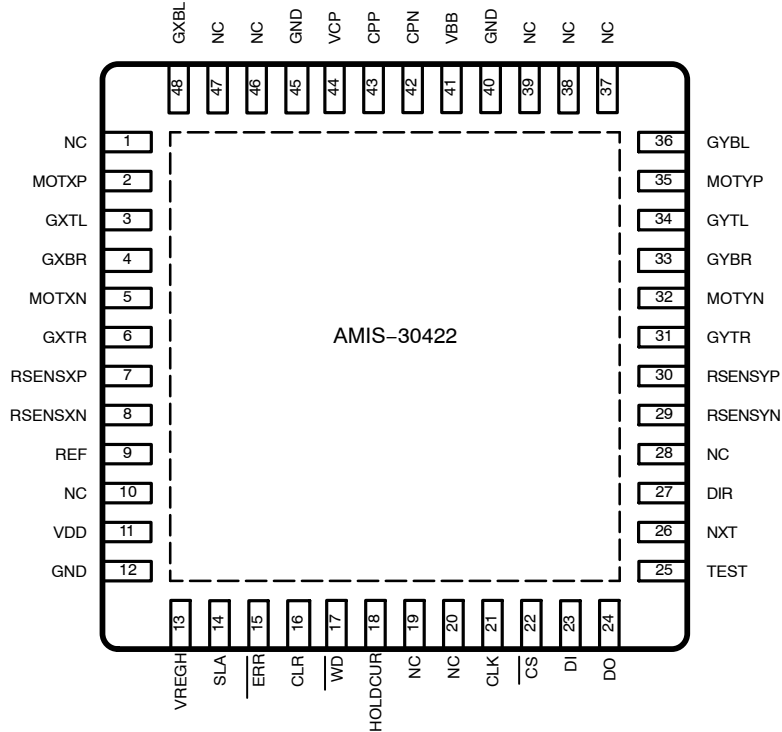 GXBL NC NC GND VCP CPP CPN VBB GND NC NC NC
48 47 46 45 44 43 42 41 40 39 38 37
NC 1 36 GYBL
MOTXP 2 35 MOTYP
GXTL 3 34 GYTL
GXBR 4 33 GYBR
MOTXN 5 32 MOTYN
GXTR 6 AMIS−30422 31 GYTR
RSENSXP 7 30 RSENSYP
RSENSXN 8 29 RSENSYN
REF 9 28 NC
NC 10 27 DIR
VDD 11 26 NXT
GND 12 25 TEST
13 14 15 16 17 18 19 20 21 22 23 24
VREGH SLA ERR CLR WD HOLDCUR NC NC CLK CS DI DO